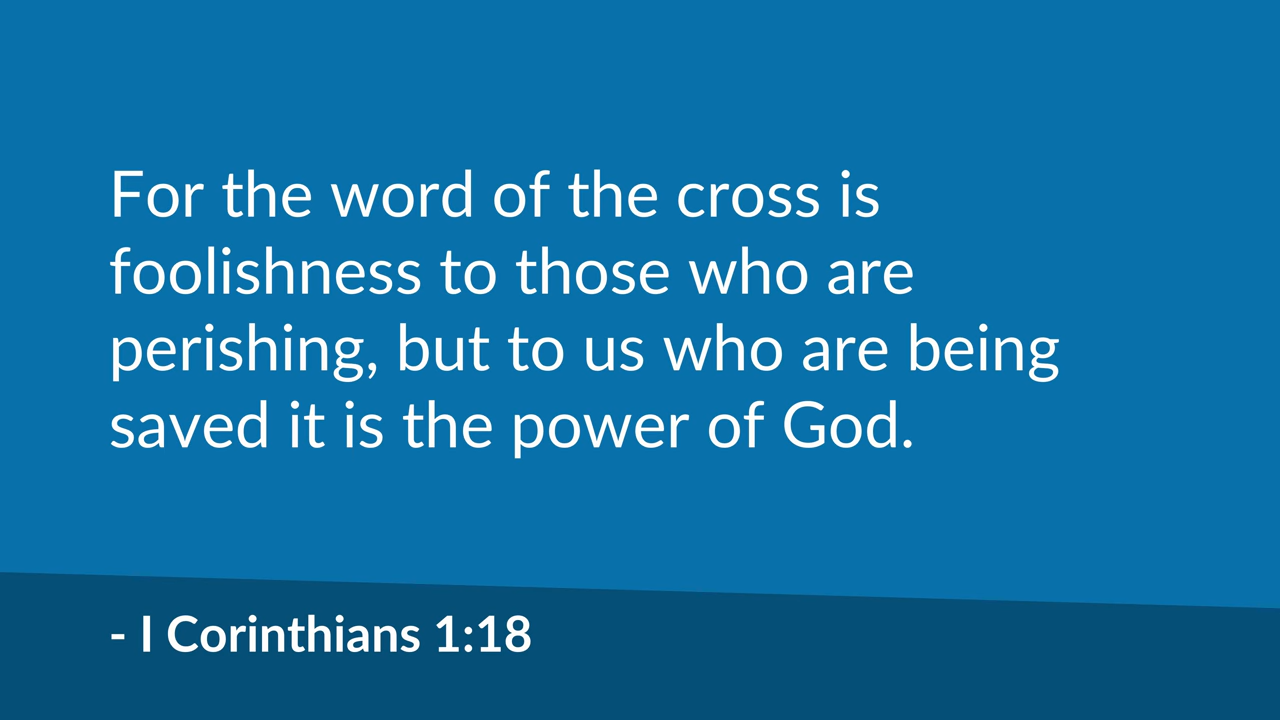 For the word of the cross is
foolishness to those who are
perishing, but to us who are being
saved it is the power of God.
- I Corinthians 1:18